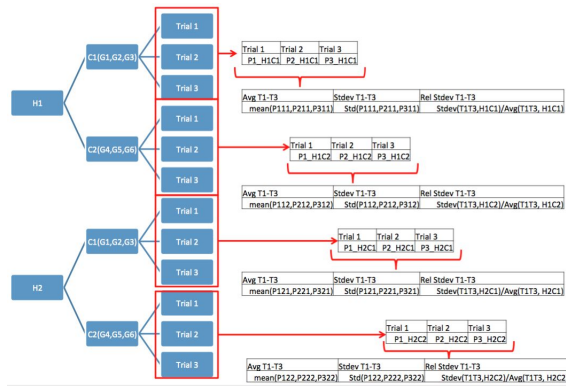 H1
C1(G1,G2,G3)
Trial 1
Trial 2
Trial 3
Trial 1 Trial 2 Trial 3
P1_H1C1 P2_H1C1 P3_H1C1
Avg T1-T3 Stdev T1-T3 Rel Stdev T1-T3
mean(P111,P211,P311) Std(P111,P211,P311) Stdev(T1T3,H1C1)/Avg(T1T3, H1C1)
C2(G4,G5,G6)
Trial 1
Trial 2
Trial 3
Trial 1 Trial 2 Trial 3
P1_H1C2 P2_H1C2 P3_H1C2
Avg T1-T3 Stdev T1-T3 Rel Stdev T1-T3
mean(P112,P212,P312) Std(P112,P212,P312) Stdev(T1T3,H1C2)/Avg(T1T3, H1C2)
H2
C1(G1,G2,G3)
Trial 1
Trial 2
Trial 3
Trial 1 Trial 2 Trial 3
P1_H2C1 P2_H2C1 P3_H2C1
Avg T1-T3 Stdev T1-T3 Rel Stdev T1-T3
mean(P121,P221,P321) Std(P121,P221,P321) Stdev(T1T3,H2C1)/Avg(T1T3, H2C1)
C2(G4,G5,G6)
Trial 1
Trial 2
Trial 3
Trial 1 Trial 2 Trial 3
P1_H2C2 P2_H2C2 P3_H2C2
Avg T1-T3 Stdev T1-T3 Rel Stdev T1-T3
mean(P122,P222,P322) Std(P122,P222,P322) Stdev(T1T3,H2C2)/Avg(T1T3, H2C2